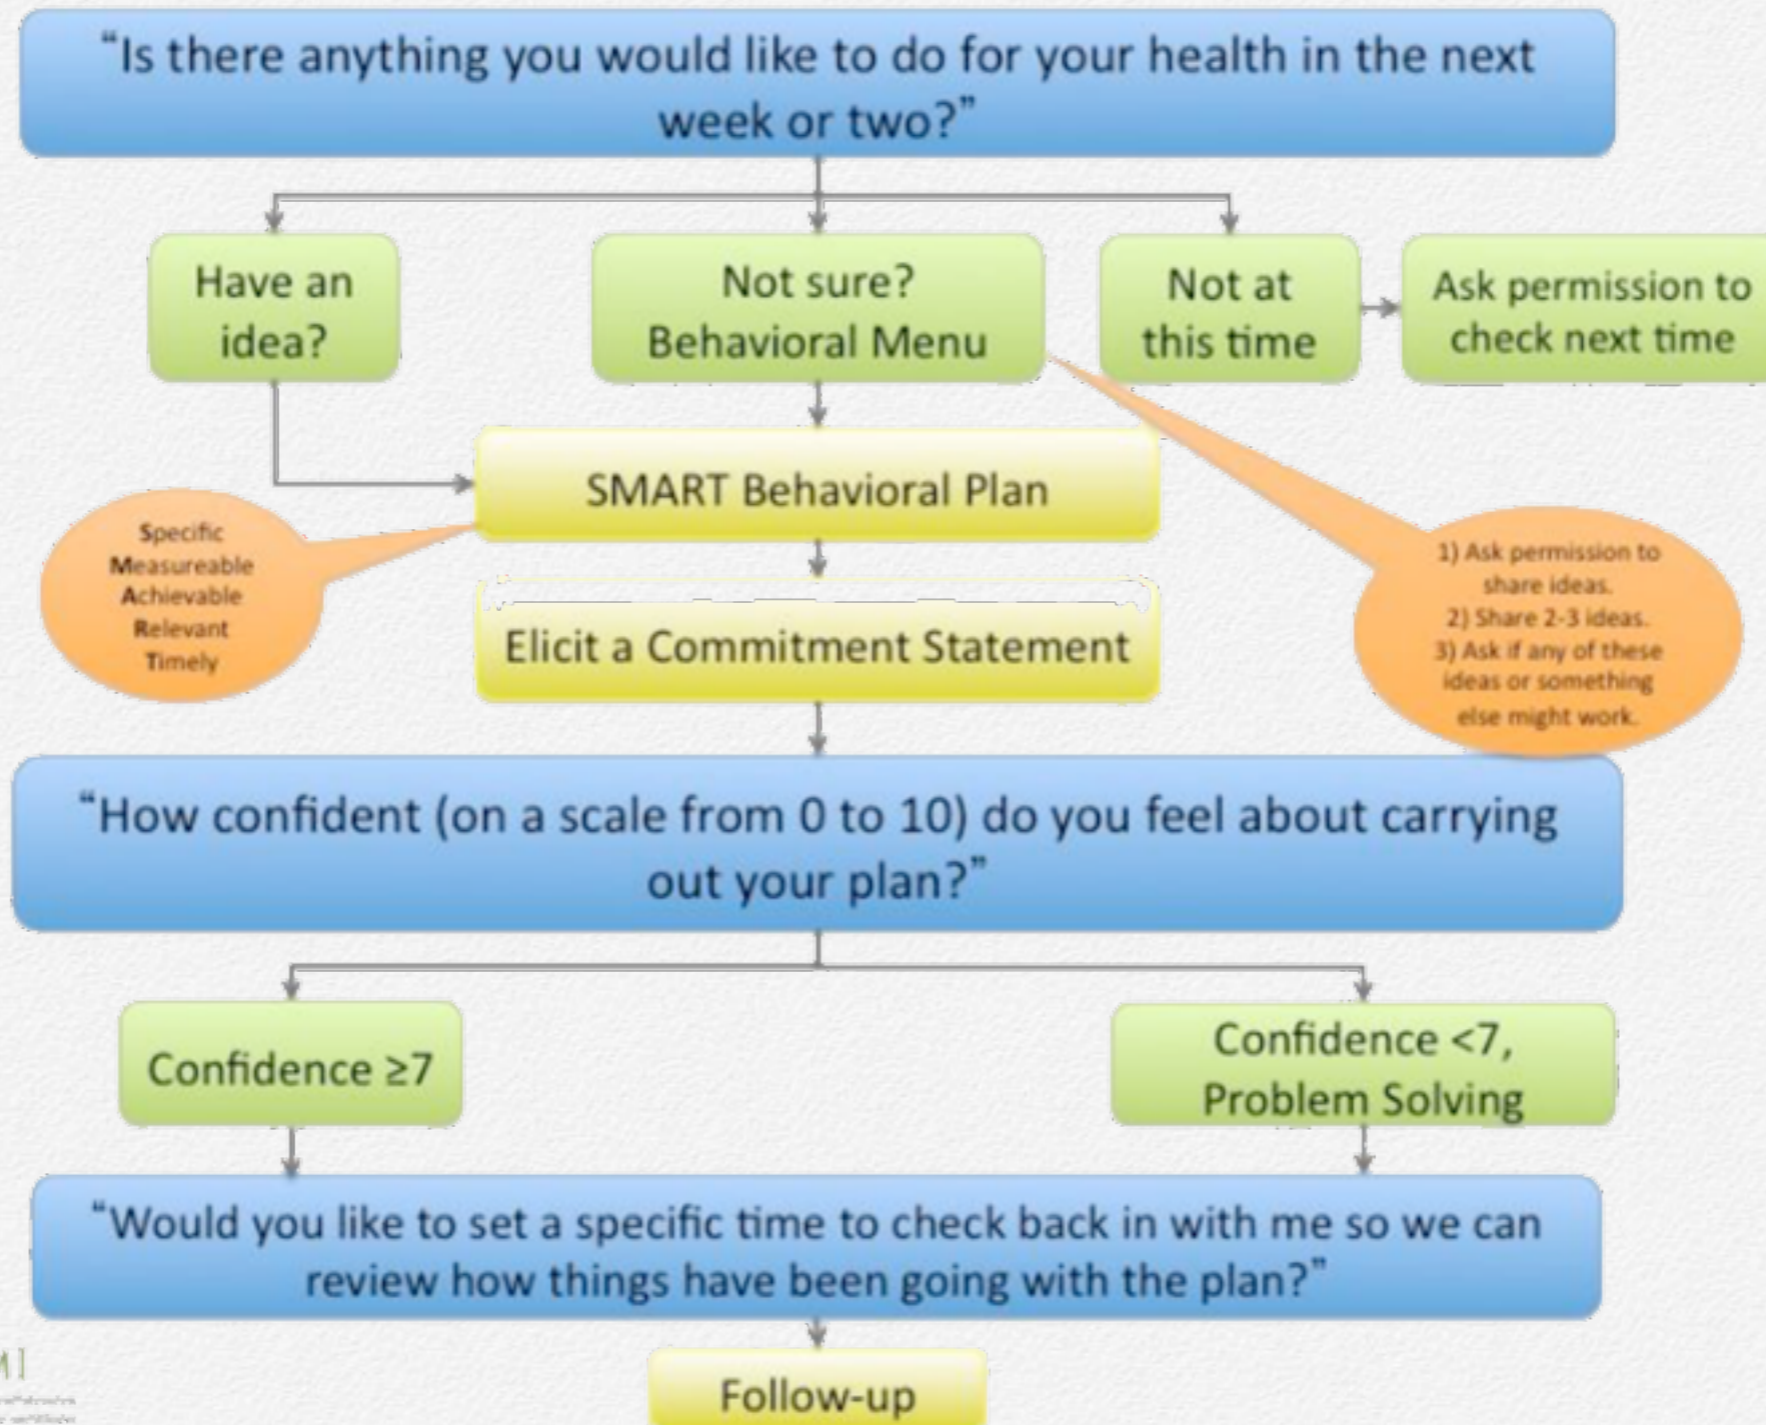 “Is there anything you would like to do for your health in the next
week or two?”
Have an
idea?
Not sure?
Behavioral Menu
Not at
this time
Ask permission to
check next time
SMART Behavioral Plan
Specific
Measureable
Achievable
Relevant
Timely
1) Ask permission to
share ideas.
2) Share 2-3 ideas.
3) Ask if any of these
ideas or something
else might work.
Elicit a Commitment Statement
“How confident (on a scale from 0 to 10) do you feel about carrying
out your plan?”
Confidence ≥7
Confidence <7,
Problem Solving
“Would you like to set a specific time to check back in with me so we can
review how things have been going with the plan?”
Follow-up